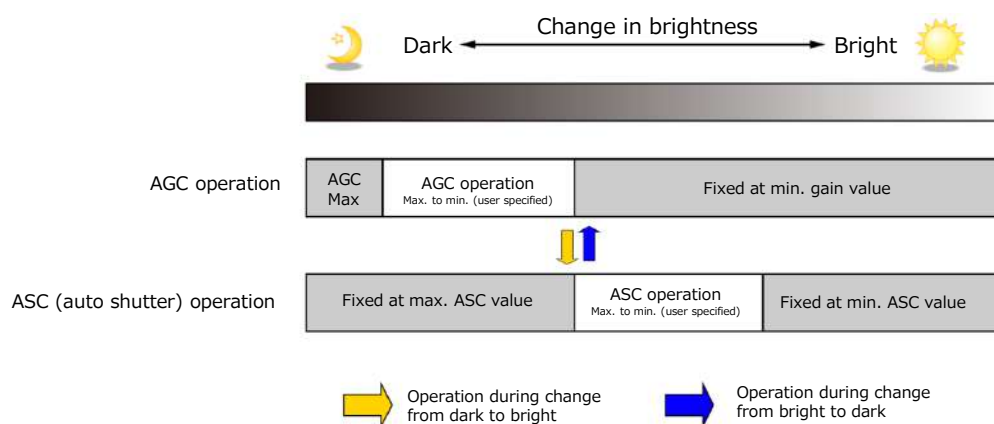 Change in brightness
Dark
Bright
AGC operation
AGC
Max
AGC operation
Max. to min. (user specified)
Fixed at min. gain value
ASC (auto shutter) operation
Fixed at max. ASC value
ASC operation
Max. to min. (user specified)
Fixed at min. ASC value
Operation during change
from dark to bright
Operation during change
from bright to dark